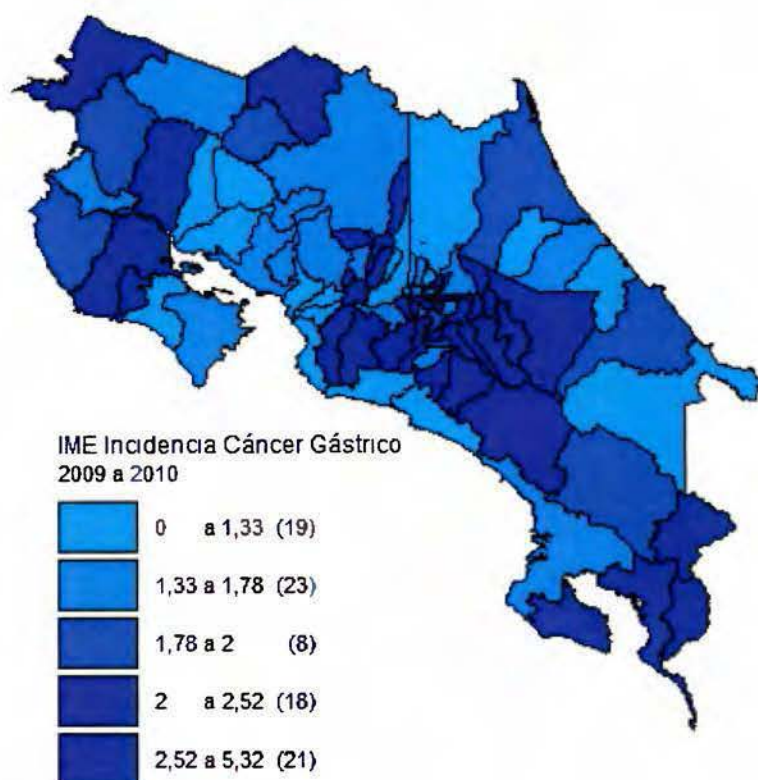 IME Incidencia Cáncer Gástrico
2009 a 2010
0 a 1,33 (19)
1,33 a 1,78 (23)
1,78 a 2 (8)
2 a 2,52 (18)
2,52 a 5,32 (21)